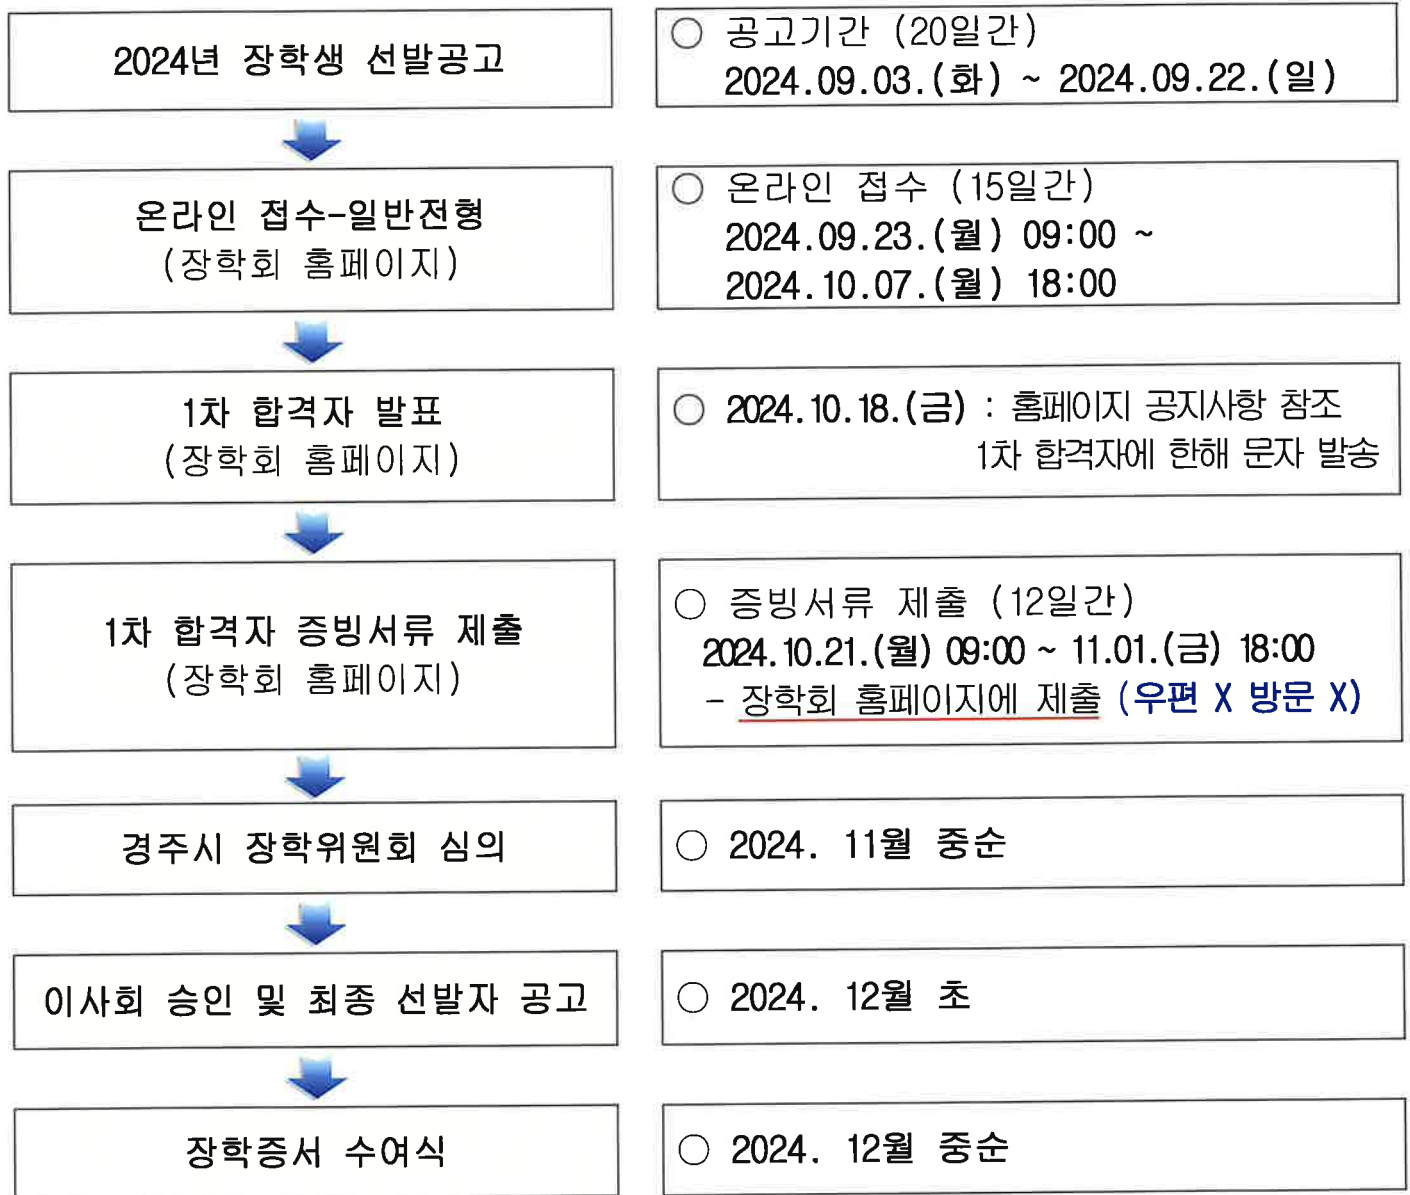 2024년 장학생 선발공고
○ 공고기간 (20일간)
2024.09.03.(화) ~ 2024.09.22.(일)
온라인 접수-일반전형
(장학회 홈페이지)
○ 온라인 접수 (15일간)
2024.09.23.(월) 09:00 ~
2024.10.07.(월) 18:00
1차 합격자 발표
(장학회 홈페이지)
○ 2024.10.18.(금) : 홈페이지 공지사항 참조
1차 합격자에 한해 문자 발송
1차 합격자 증빙서류 제출
(장학회 홈페이지)
○ 증빙서류 제출 (12일간)
2024.10.21.(월) 09:00 ~ 11.01.(금) 18:00
- 장학회 홈페이지에 제출 (우편 X 방문 X)
경주시 장학위원회 심의
○ 2024. 11월 중순
이사회 승인 및 최종 선발자 공고
○ 2024. 12월 초
장학증서 수여식
○ 2024. 12월 중순